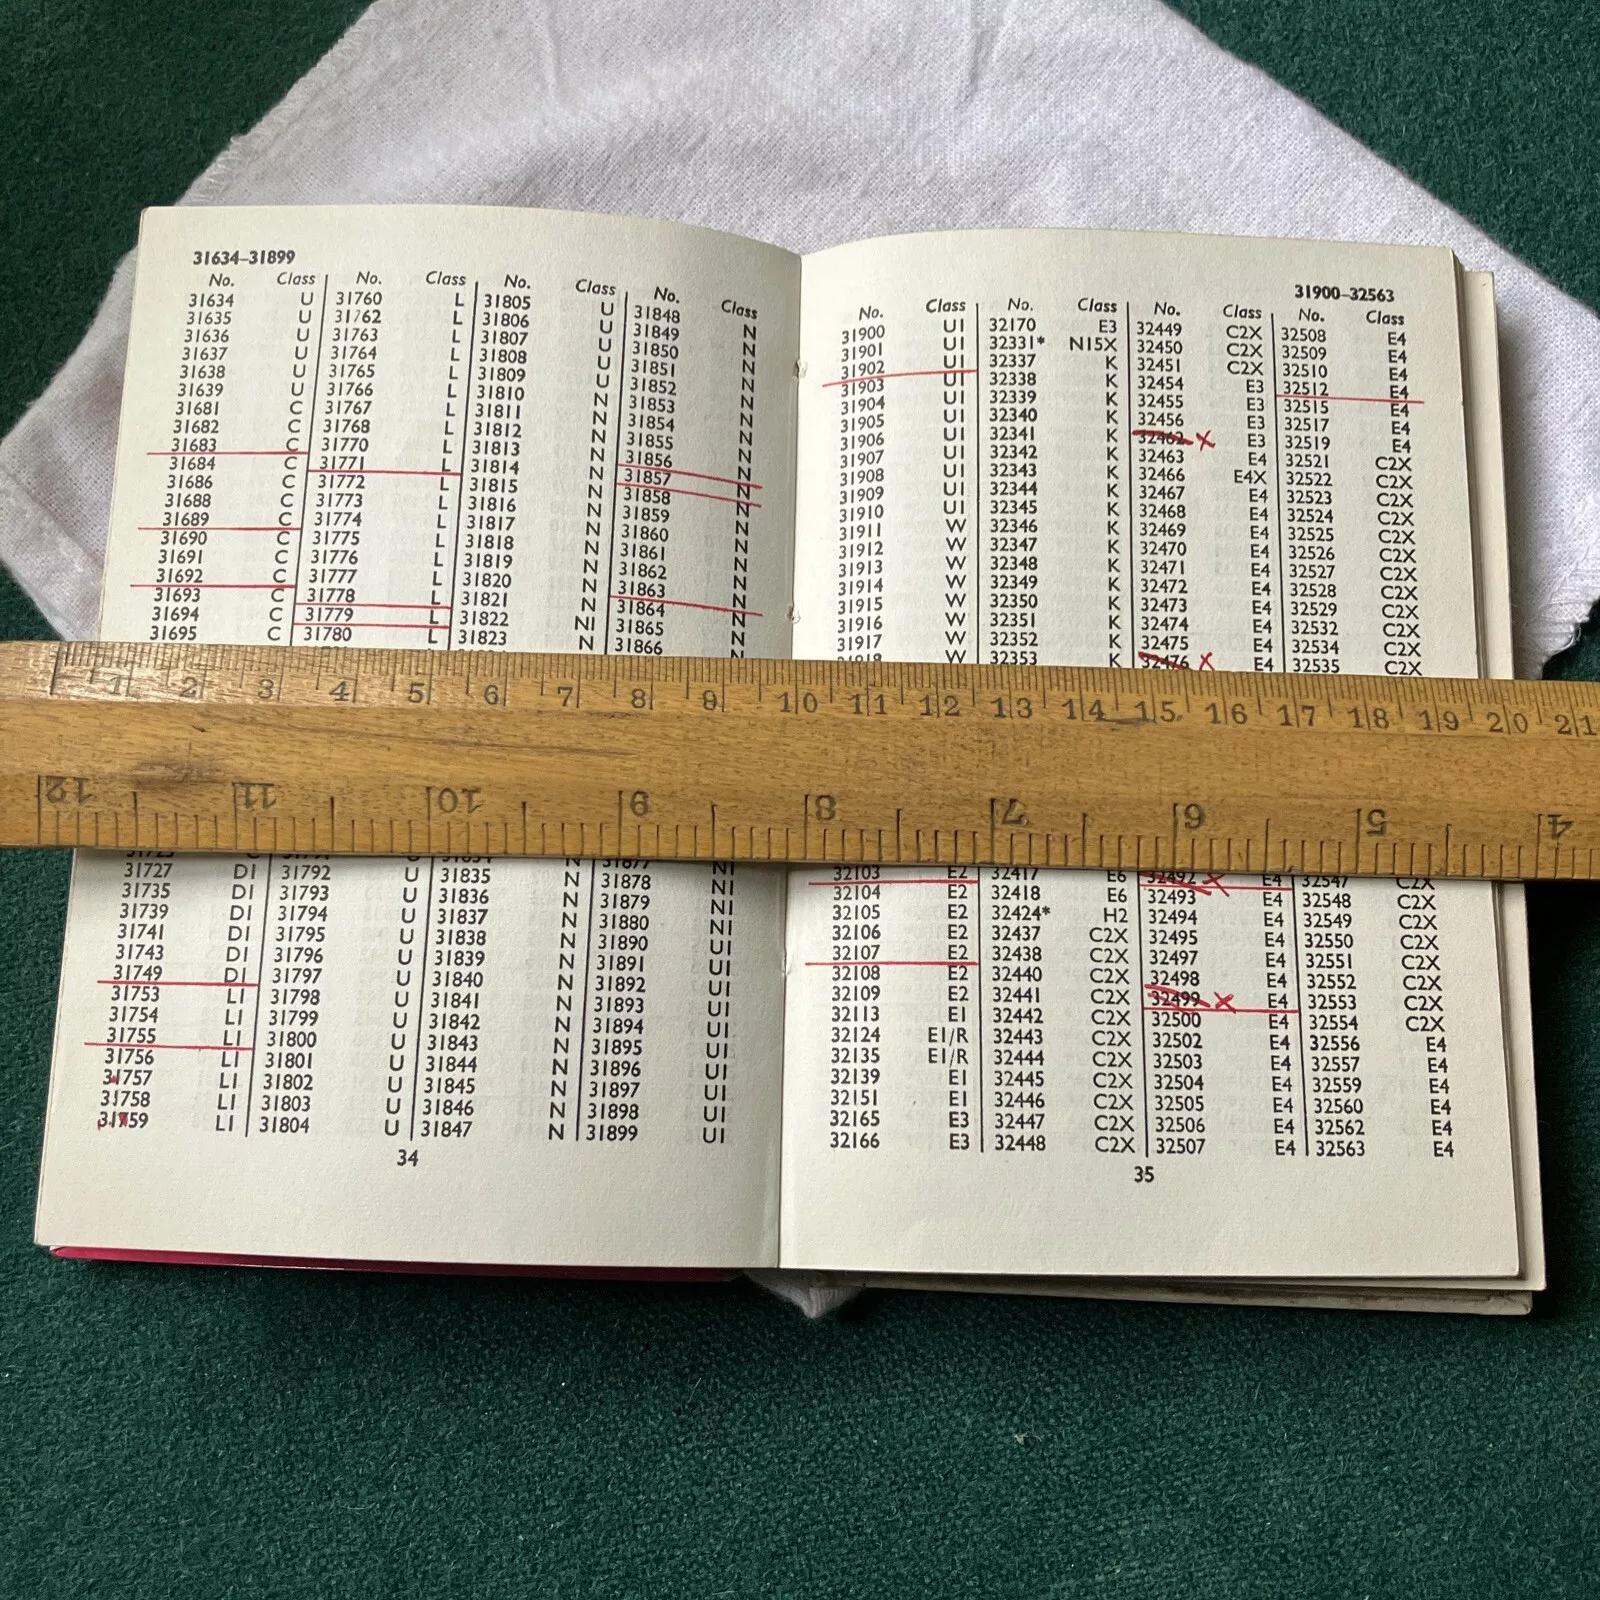 31634–31899
No. Class
31634 U
31635 U
31636 U
31637 U
31638 U
31639 U
31681 C
31682 C
31683 C
31684 C
31686 C
31688 C
31689 C
31690 C
31691 C
31692 C
31693 C
31694 C
31695 C
31727 D1
31735 D1
31739 D1
31741 D1
31743 D1
31749 D1
31753 L1
31754 L1
31755 L1
31756 L1
31757 L1
31758 L1
31759 L1
No. Class
31760 L
31762 L
31763 L
31764 L
31765 L
31766 L
31767 L
31768 L
31770 L
31771 L
31772 L
31773 L
31774 L
31775 L
31776 L
31777 L
31778 L
31779 L
31780 L
31792 U
31793 U
31794 U
31795 U
31796 U
31797 U
31798 U
31799 U
31800 U
31801 U
31802 U
31803 U
31804 U
No. Class
31805 U
31806 U
31807 U
31808 U
31809 U
31810 N
31811 N
31812 N
31813 N
31814 N
31815 N
31816 N
31817 N
31818 N
31819 N
31820 N
31821 N
31822 N1
31823 N
31835 N
31836 N
31837 N
31838 N
31839 N
31840 N
31841 N
31842 N
31843 N
31844 N
31845 N
31846 N
31847 N
No. Class
31848 N
31849 N
31850 N
31851 N
31852 N
31853 N
31854 N
31855 N
31856 N
31857 N
31858 N
31859 N
31860 N
31861 N
31862 N
31863 N
31864 N
31865 N
31866 N
31877 N1
31878 N1
31879 N1
31880 N1
31890 U1
31891 U1
31892 U1
31893 U1
31894 U1
31895 U1
31896 U1
31897 U1
31898 U1
31899 U1
34
31900–32563
No. Class
31900 U1
31901 U1
31902 U1
31903 U1
31904 U1
31905 U1
31906 U1
31907 U1
31908 U1
31909 U1
31910 U1
31911 W
31912 W
31913 W
31914 W
31915 W
31916 W
31917 W
31918 W
32103 E2
32104 E2
32105 E2
32106 E2
32107 E2
32108 E2
32109 E2
32113 E1
32124 E1/R
32135 E1/R
32139 E1
32151 E1
32165 E3
32166 E3
No. Class
32170 E3
32331* N15X
32337 K
32338 K
32339 K
32340 K
32341 K
32342 K
32343 K
32344 K
32345 K
32346 K
32347 K
32348 K
32349 K
32350 K
32351 K
32352 K
32353 K
32417 E6
32418 E6
32424* H2
32437 C2X
32438 C2X
32440 C2X
32441 C2X
32442 C2X
32443 C2X
32444 C2X
32445 C2X
32446 C2X
32447 C2X
32448 C2X
No. Class
32449 C2X
32450 C2X
32451 C2X
32454 E3
32455 E3
32456 E3
32462 X E3
32463 E4
32466 E4X
32467 E4
32468 E4
32469 E4
32470 E4
32471 E4
32472 E4
32473 E4
32474 E4
32475 E4
32476 X E4
32492 X E4
32493 E4
32494 E4
32495 E4
32497 E4
32498 E4
32499 X E4
32500 E4
32502 E4
32503 E4
32504 E4
32505 E4
32506 E4
32507 E4
No. Class
32508 E4
32509 E4
32510 E4
32512 E4
32515 E4
32517 E4
32519 E4
32521 C2X
32522 C2X
32523 C2X
32524 C2X
32525 C2X
32526 C2X
32527 C2X
32528 C2X
32529 C2X
32532 C2X
32534 C2X
32535 C2X
32547 C2X
32548 C2X
32549 C2X
32550 C2X
32551 C2X
32552 C2X
32553 C2X
32554 C2X
32556 E4
32557 E4
32559 E4
32560 E4
32562 E4
32563 E4
35
1 2 3 4 5 6 7 8 9 10 11 12 13 14 15 16 17 18 19 20 21
12 11 10 9 8 7 6 5 4